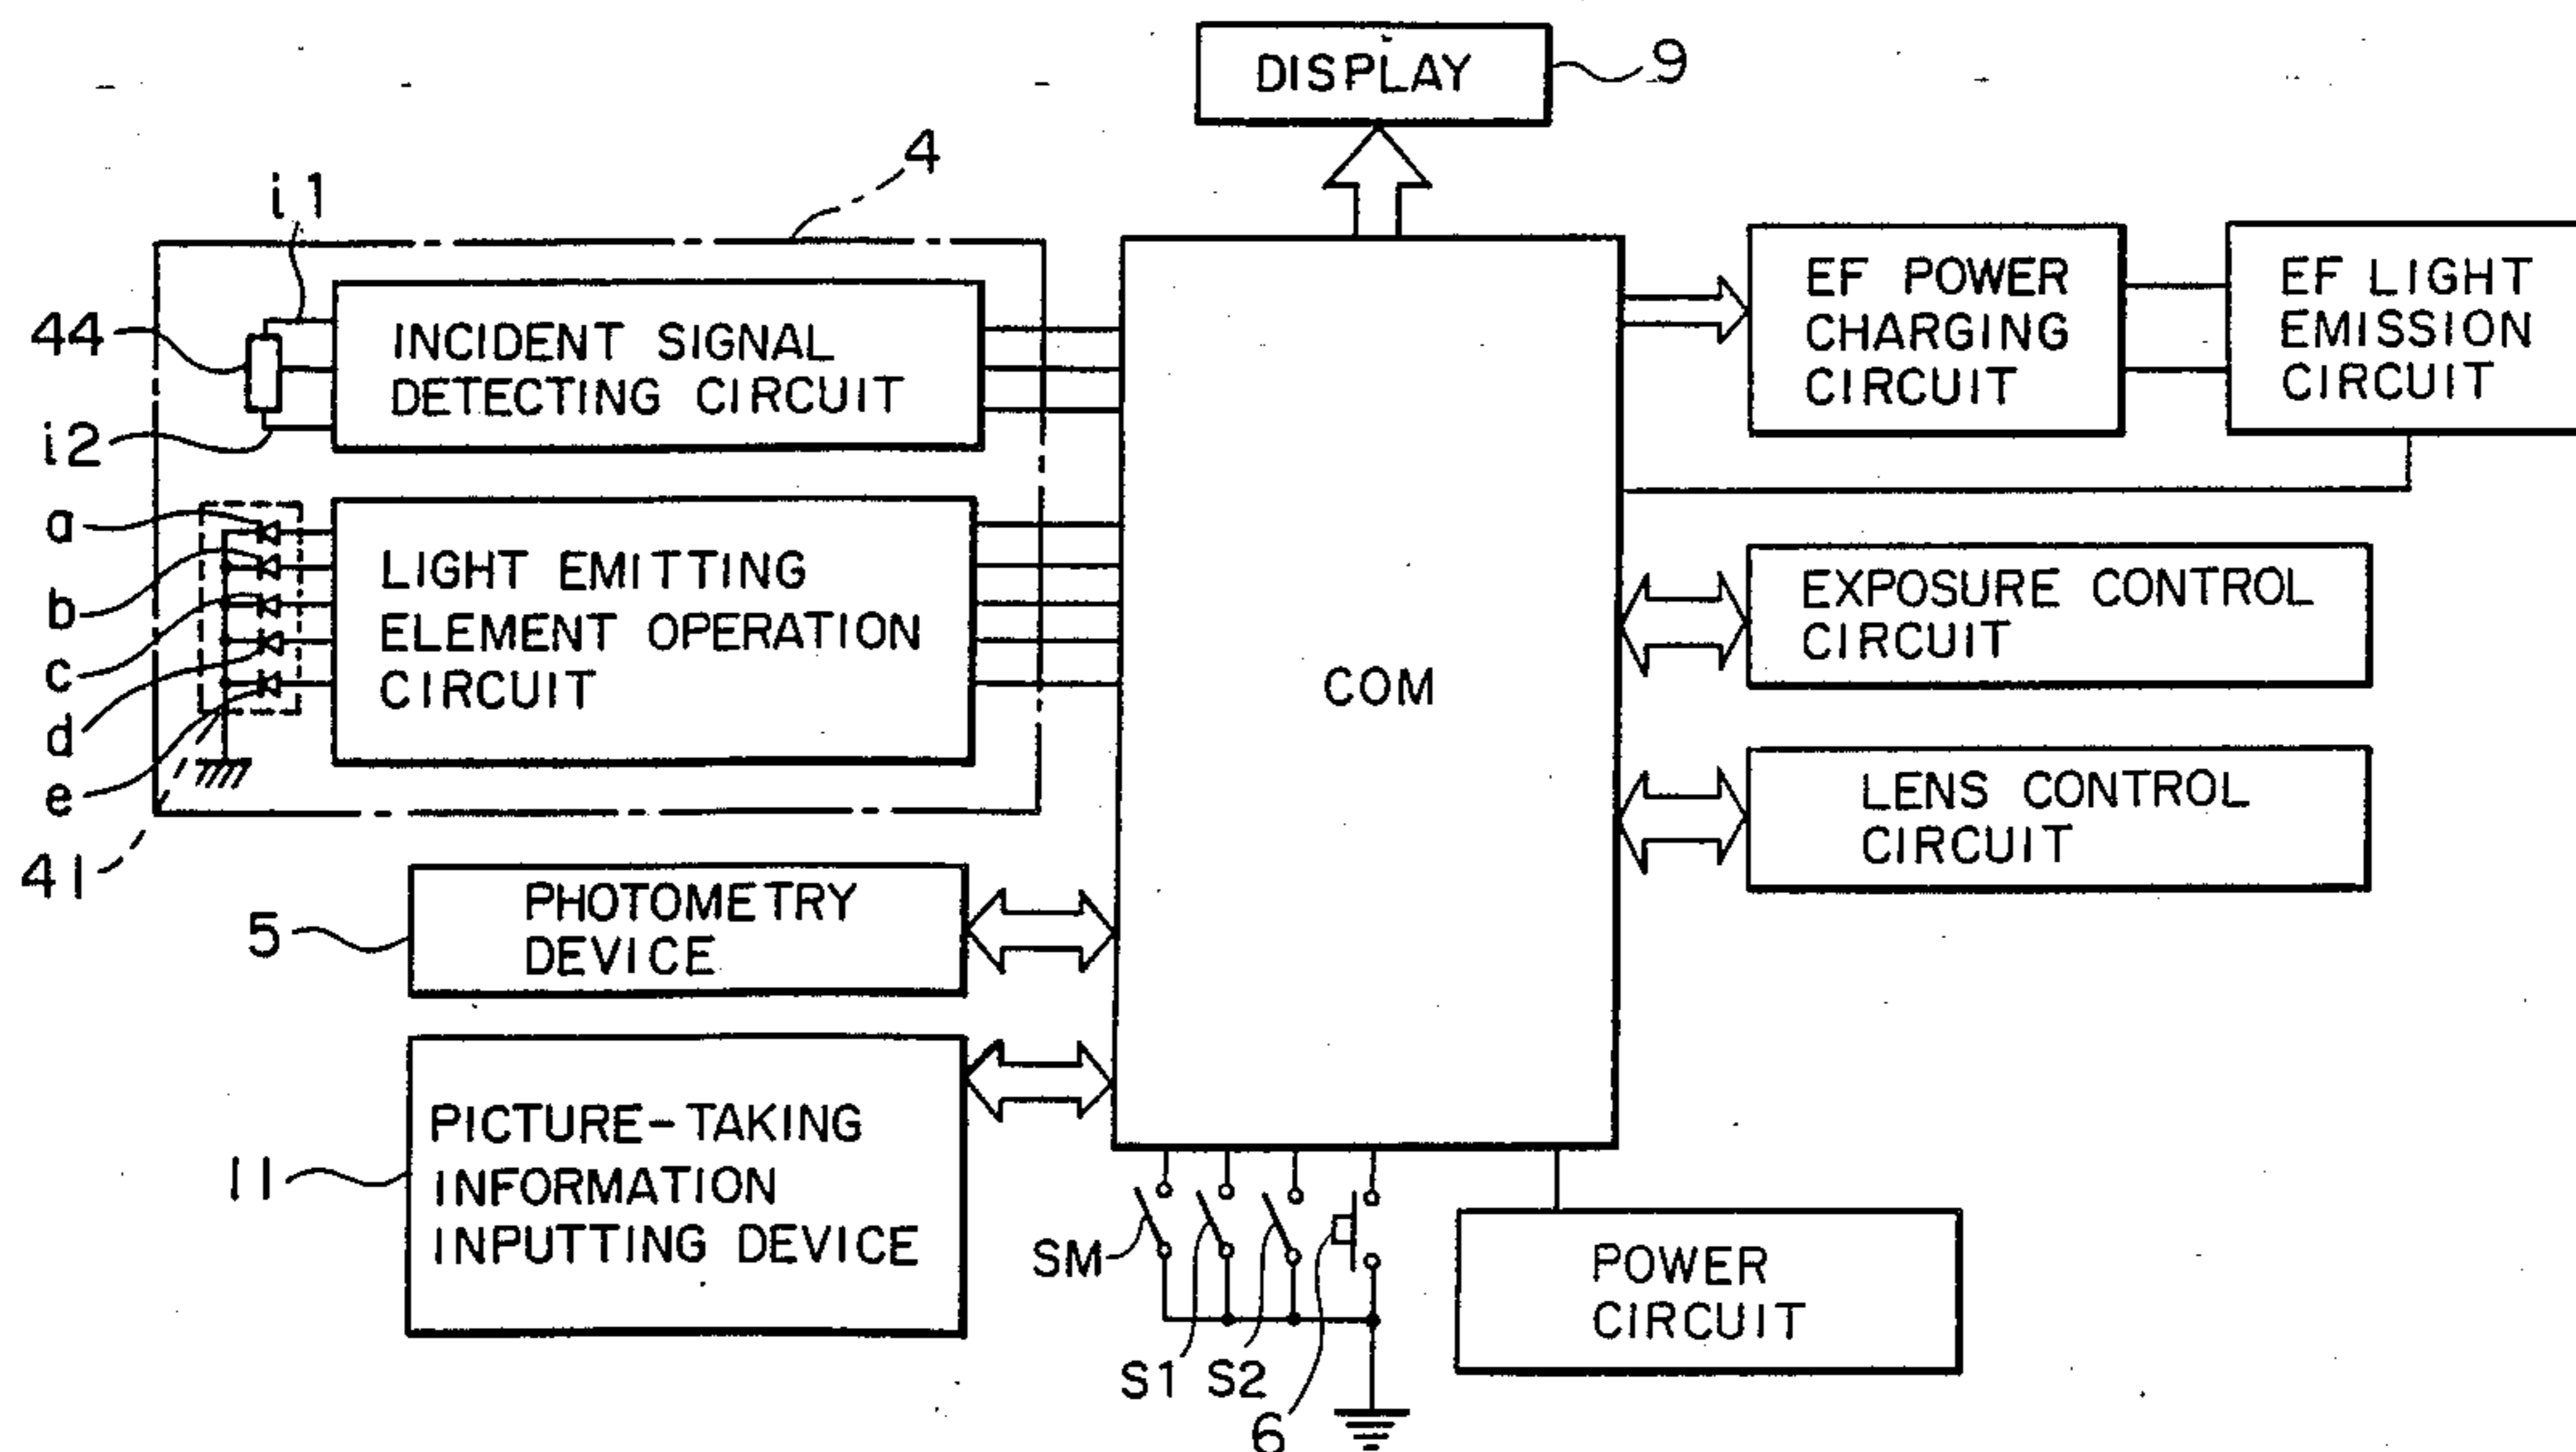 DISPLAY
9
4
i1
44
i2
INCIDENT SIGNAL
DETECTING CIRCUIT
EF POWER
CHARGING
CIRCUIT
EF LIGHT
EMISSION
CIRCUIT
a
b
c
d
e
41
LIGHT EMITTING
ELEMENT OPERATION
CIRCUIT
COM
EXPOSURE CONTROL
CIRCUIT
LENS CONTROL
CIRCUIT
5
PHOTOMETRY
DEVICE
11
PICTURE-TAKING
INFORMATION
INPUTTING DEVICE
SM
S1
S2
6
POWER
CIRCUIT